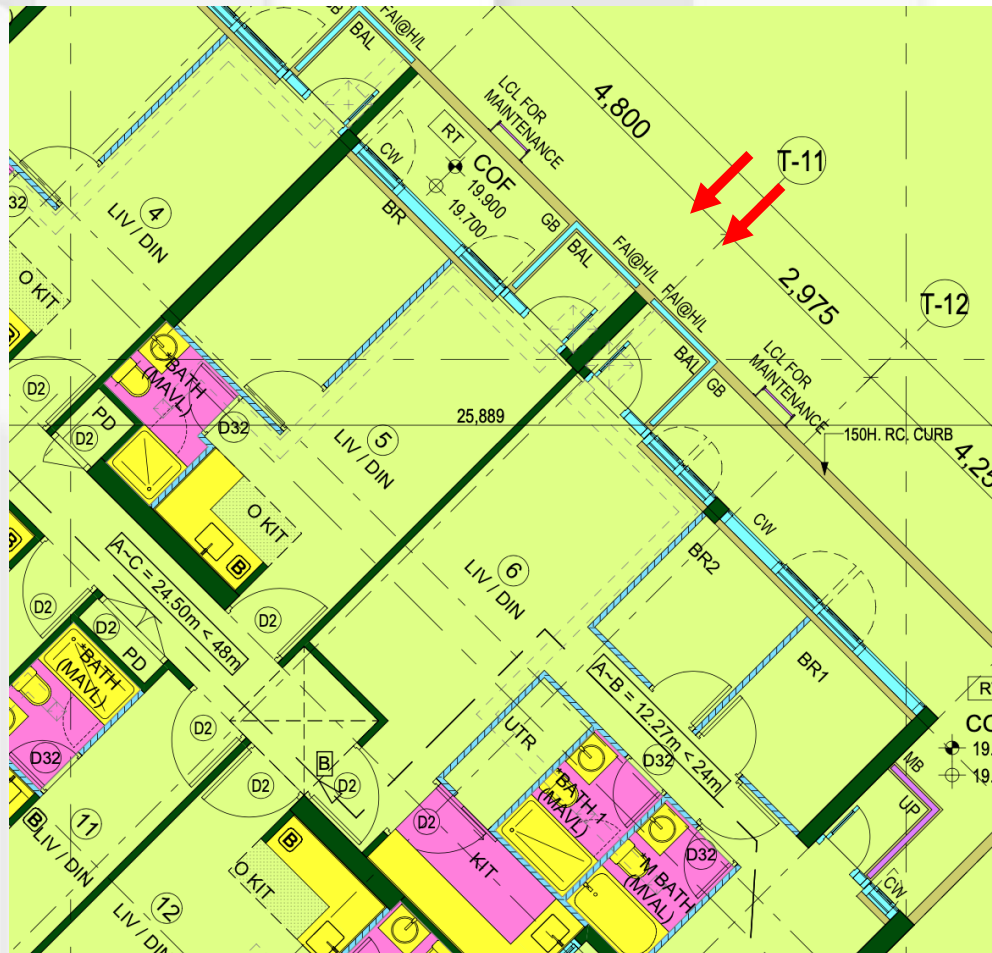 GB
BAL
FAI@H/L
LCL FOR
MAINTENANCE
4,800
T-11
RT
COF
19.900
19.700
CW
BR
4
LIV / DIN
32
O KIT
GB
BAL
FAI@H/L
FAI@H/L
2,975
T-12
BAL
GB
LCL FOR
MAINTENANCE
150H. RC. CURB
4,25
D2
PD
D2
*BATH
(MAVL)
D32
25,889
5
LIV / DIN
O KIT
B
B
CW
BR2
6
LIV / DIN
A~C = 24.50m < 48m
D2
B
D2
D2
PD
*BATH
(MAVL)
D32
D2
D2
B
D2
A~B = 12.27m < 24m
BR1
UTR
D32
*BATH 1
(MAVL)
D2
KIT
D32
*M BATH
(MVAL)
MB
UP
CW
R
CO
19.
19.
B
11
LIV / DIN
12
LIV / DIN
B
O KIT